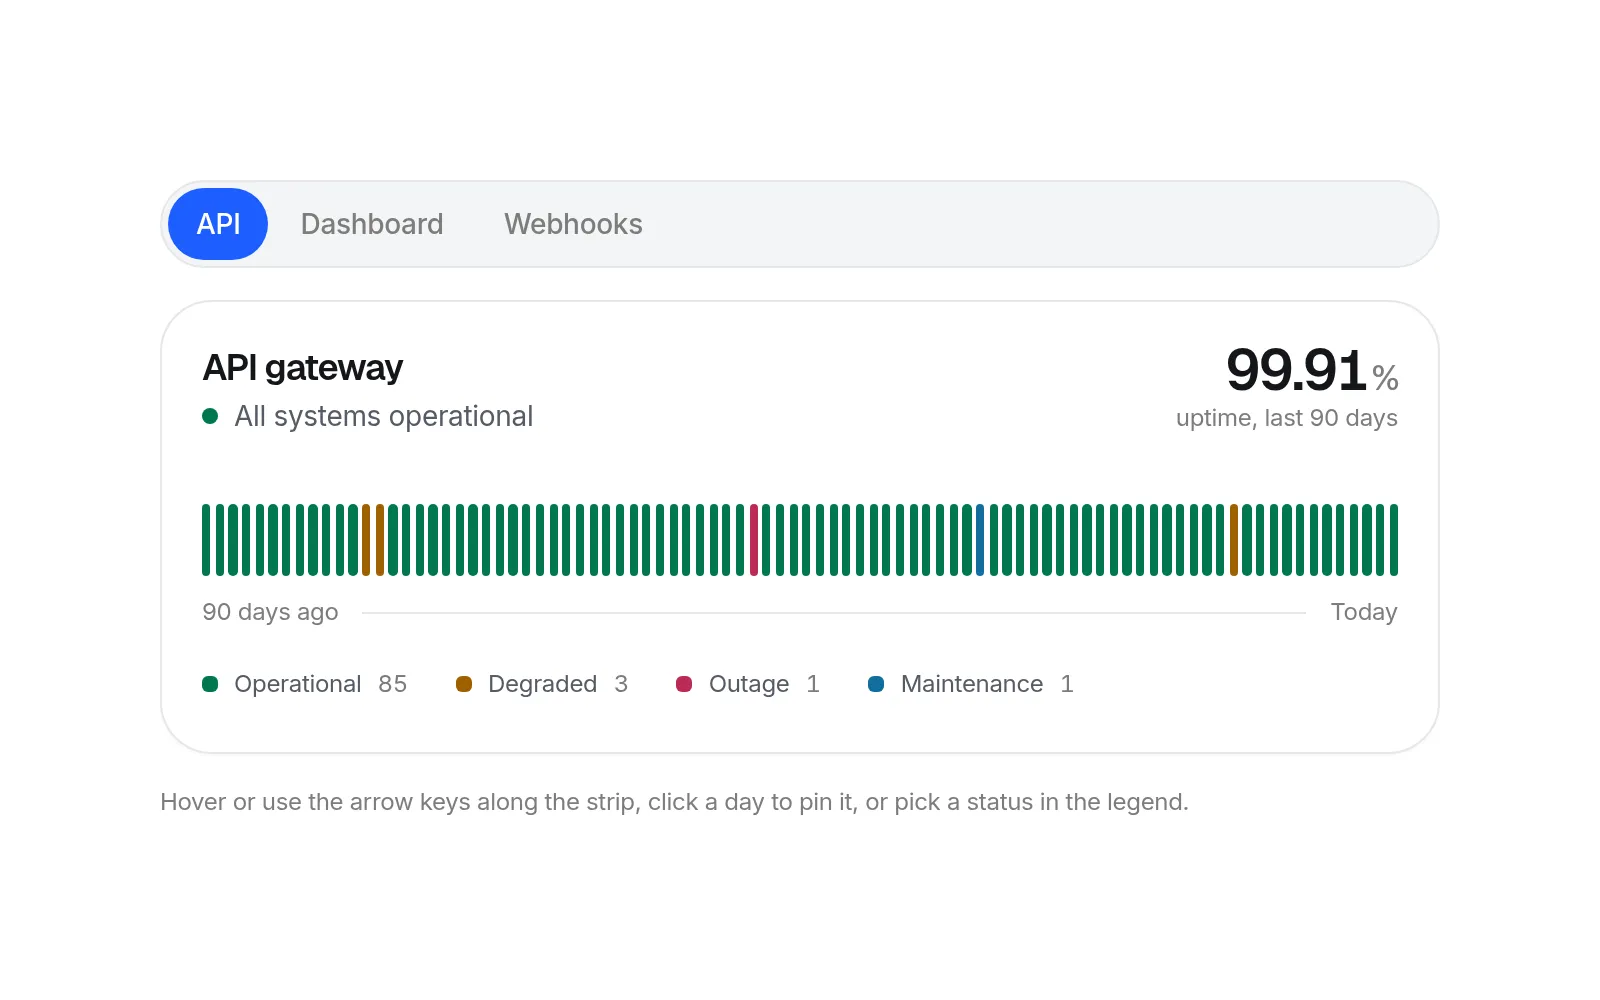 API Dashboard Webhooks
API gateway
All systems operational
99.91%
uptime, last 90 days
90 days ago Today
Operational 85 Degraded 3 Outage 1 Maintenance 1
Hover or use the arrow keys along the strip, click a day to pin it, or pick a status in the legend.